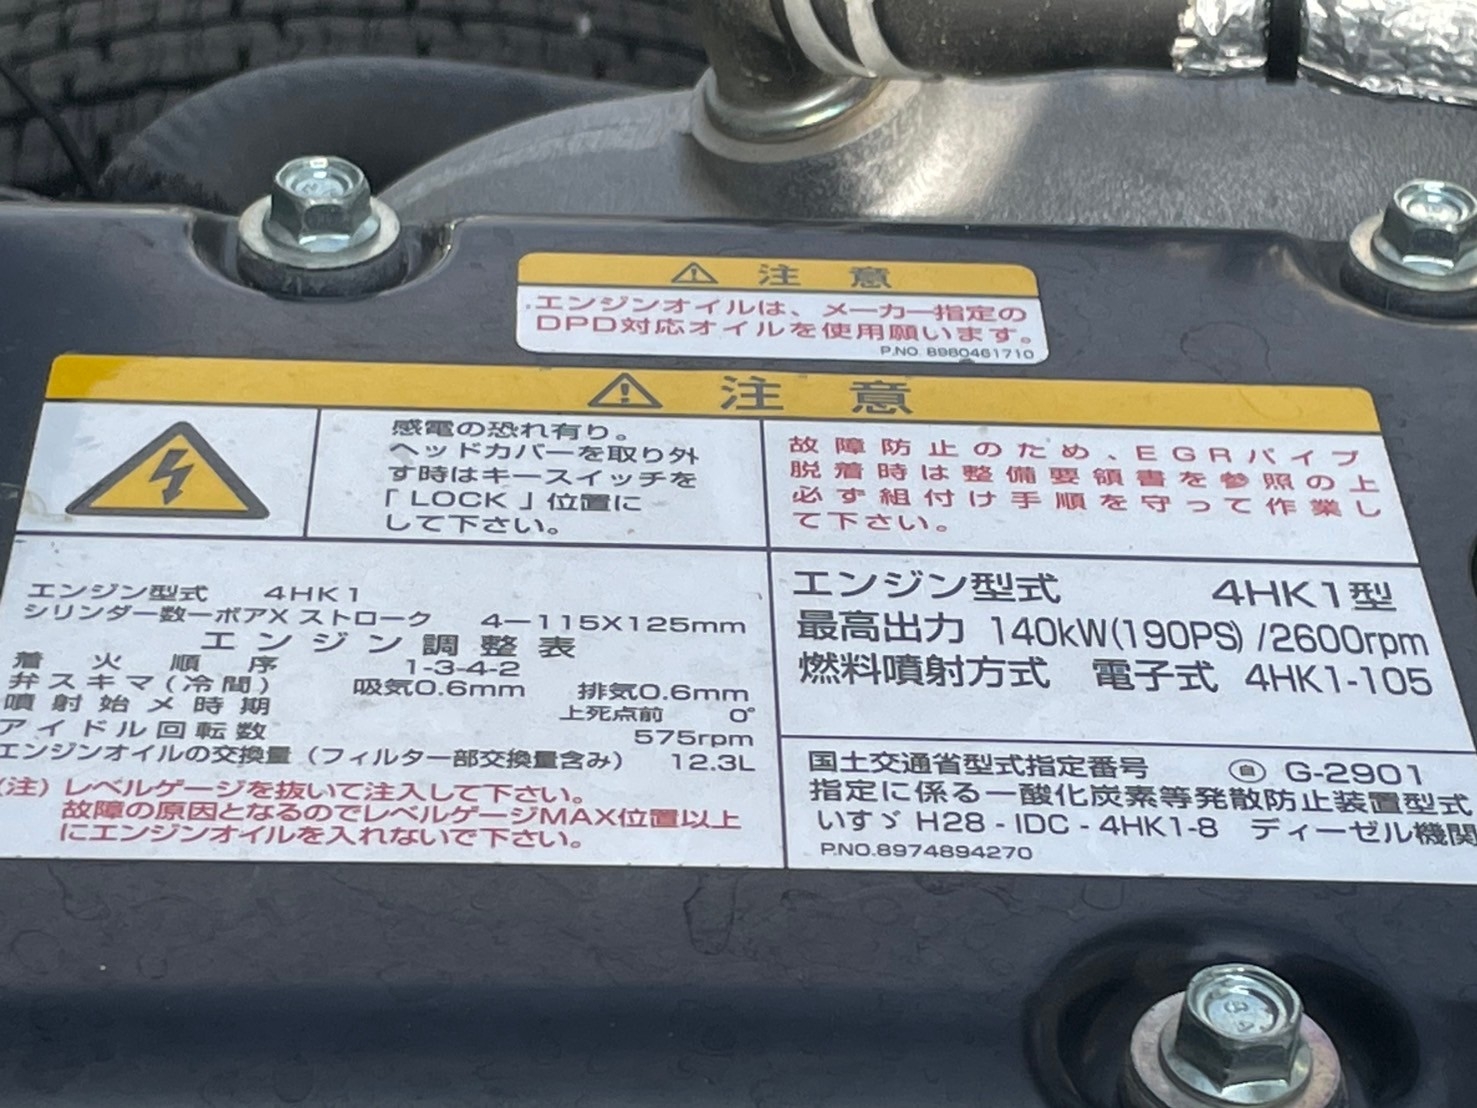 ⚠ 注意
エンジンオイルは、メーカー指定の
DPD対応オイルを使用願います。
P.NO. 8980461710
⚠ 注意
感電の恐れ有り。
ヘッドカバーを取り外
す時はキースイッチを
「LOCK」位置に
して下さい。
故障防止のため、EGRパイプ
脱着時は整備要領書を参照の上
必ず組付け手順を守って作業し
て下さい。
エンジン型式 4HK1
シリンダー数ーボアX ストローク 4ー115X125mm
エンジン調整表
着火順序 1-3-4-2
弁スキマ(冷間) 吸気0.6mm 排気0.6mm
噴射始メ時期 上死点前 0°
アイドル回転数 575rpm
エンジンオイルの交換量(フィルター部交換量含み) 12.3L
(注)レベルゲージを抜いて注入して下さい。
故障の原因となるのでレベルゲージMAX位置以上
にエンジンオイルを入れないで下さい。
エンジン型式 4HK1型
最高出力 140kW(190PS)/2600rpm
燃料噴射方式 電子式 4HK1-105
国土交通省型式指定番号 自 G-2901
指定に係る一酸化炭素等発散防止装置型式
いすゞ H28-IDC-4HK1-8 ディーゼル機関
P.NO.8974894270